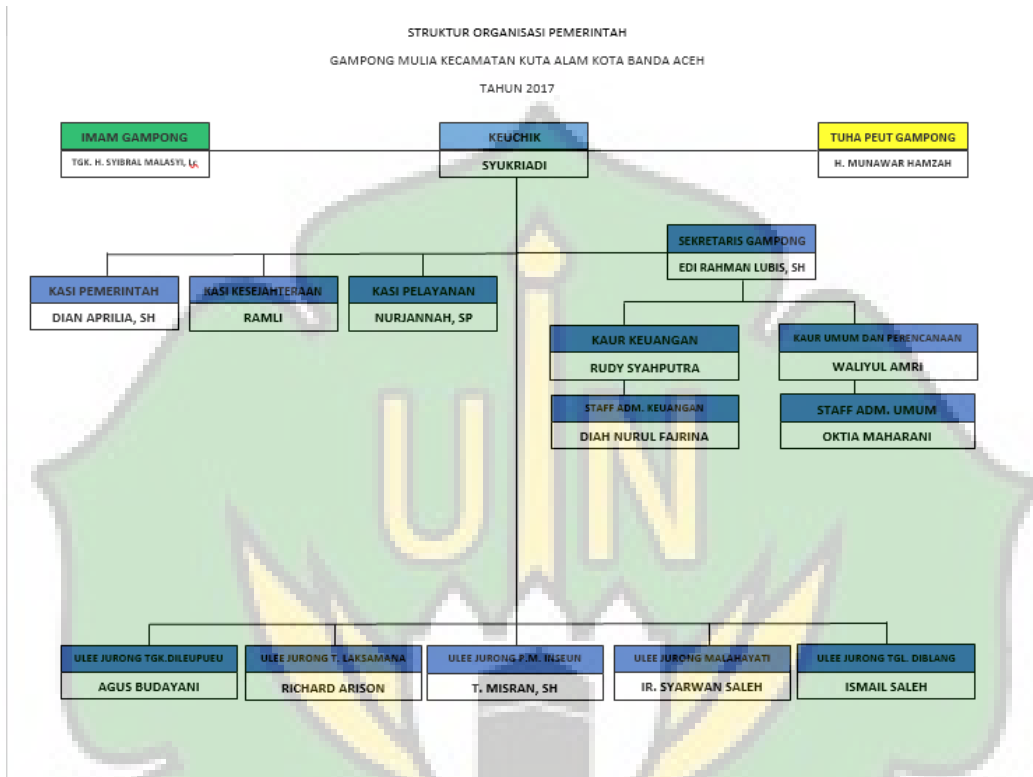 STRUKTUR ORGANISASI PEMERINTAH
GAMPONG MULIA KECAMATAN KUTA ALAM KOTA BANDA ACEH
TAHUN 2017
IMAM GAMPONG
TGK. H. SYIBRAL MALASYI, Lc
KEUCHIK
SYUKRIADI
TUHA PEUT GAMPONG
H. MUNAWAR HAMZAH
SEKRETARIS GAMPONG
EDI RAHMAN LUBIS, SH
KASI PEMERINTAH
DIAN APRILIA, SH
KASI KESEJAHTERAAN
RAMLI
KASI PELAYANAN
NURJANNAH, SP
KAUR KEUANGAN
RUDY SYAHPUTRA
KAUR UMUM DAN PERENCANAAN
WALIYUL AMRI
STAFF ADM. KEUANGAN
DIAH NURUL FAJRINA
STAFF ADM. UMUM
OKTIA MAHARANI
ULEE JURONG TGK.DILEUPUEU
AGUS BUDAYANI
ULEE JURONG T. LAKSAMANA
RICHARD ARISON
ULEE JURONG P.M. INSEUN
T. MISRAN, SH
ULEE JURONG MALAHAYATI
IR. SYARWAN SALEH
ULEE JURONG TGL. DIBLANG
ISMAIL SALEH
UIN